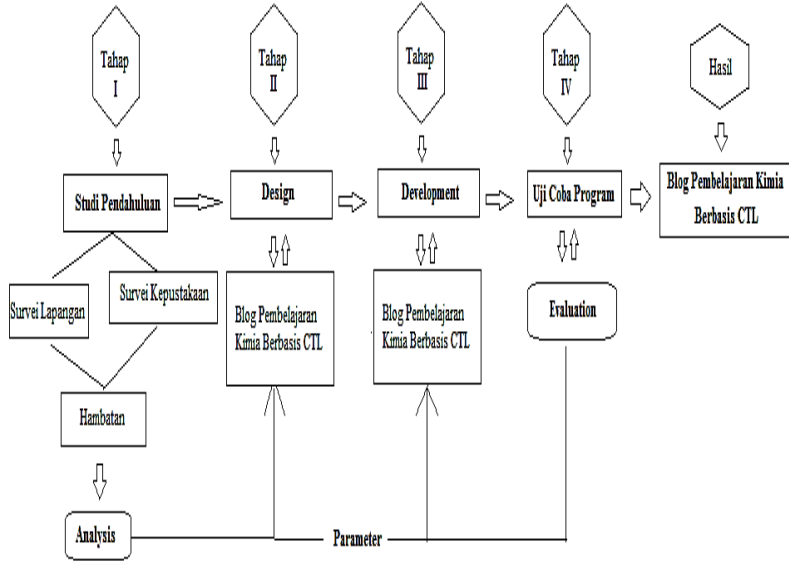 Tahap
I
Tahap
II
Tahap
III
Tahap
IV
Hasil
Studi Pendahuluan
Design
Development
Uji Coba Program
Blog Pembelajaran Kimia
Berbasis CTL
Survei Lapangan
Survei Kepustakaan
Blog Pembelajaran
Kimia Berbasis CTL
Blog Pembelajaran
Kimia Berbasis CTL
Evaluation
Hambatan
Analysis
Parameter